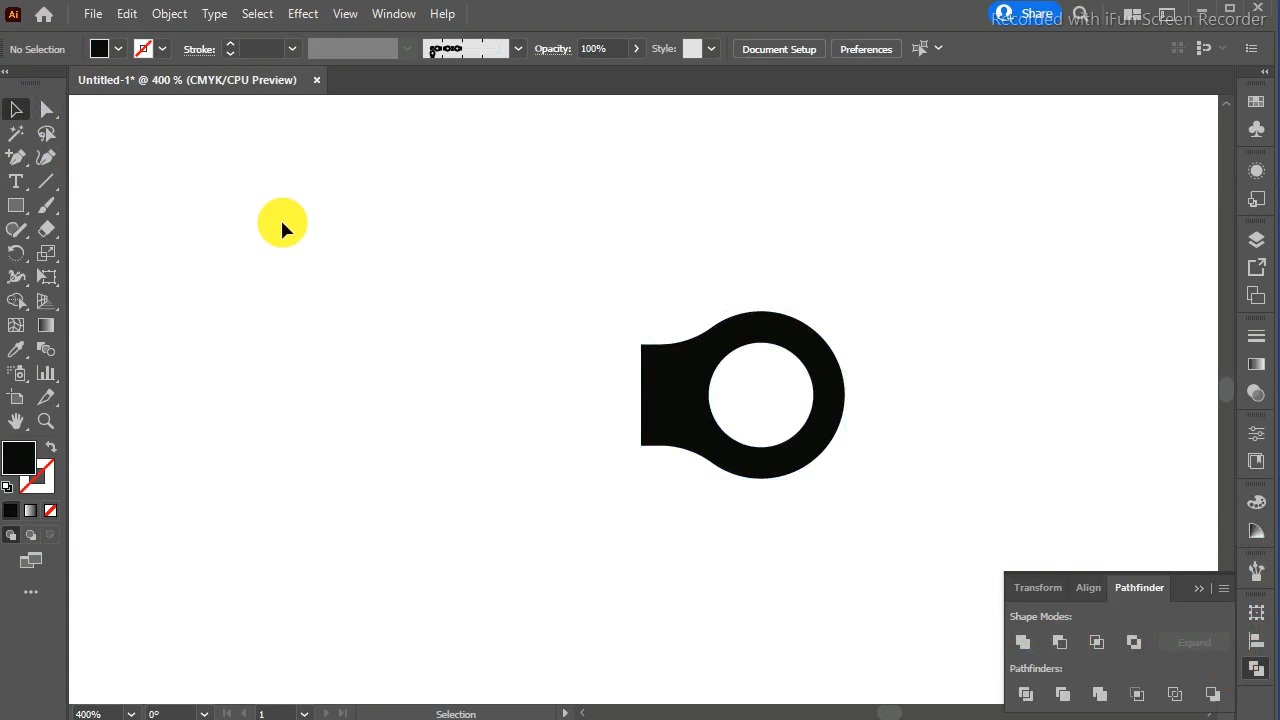 Ai File Edit Object Type Select Effect View Window Help Share
Recorded with iFun Screen Recorder
No Selection Stroke: Opacity: 100% Style: Document Setup Preferences
Untitled-1* @ 400 % (CMYK/CPU Preview) ×
Transform Align Pathfinder
Shape Modes:
Expand
Pathfinders:
400% 0° 1 Selection